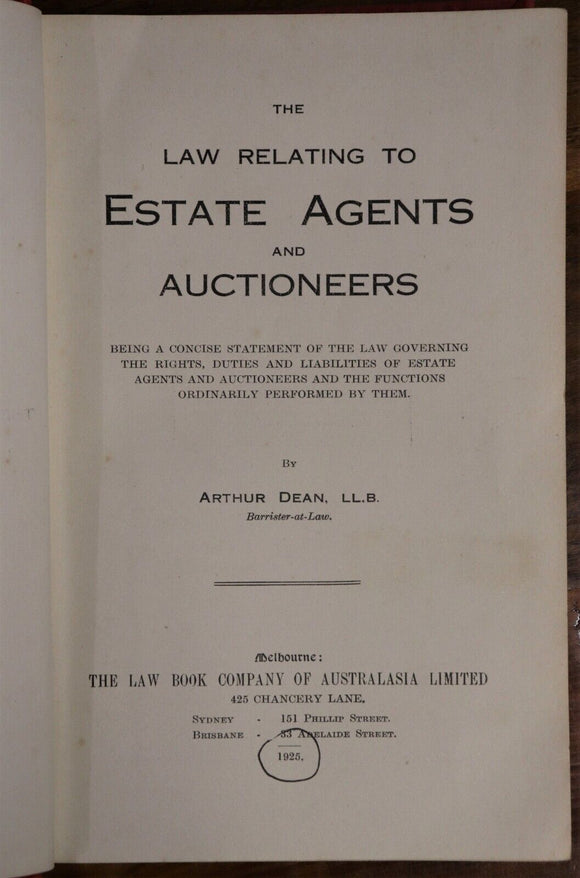 THE
LAW RELATING TO
ESTATE AGENTS
AND
AUCTIONEERS
BEING A CONCISE STATEMENT OF THE LAW GOVERNING
THE RIGHTS, DUTIES AND LIABILITIES OF ESTATE
AGENTS AND AUCTIONEERS AND THE FUNCTIONS
ORDINARILY PERFORMED BY THEM.
BY
ARTHUR DEAN, LL.B.
Barrister-at-Law.
Melbourne:
THE LAW BOOK COMPANY OF AUSTRALASIA LIMITED
425 CHANCERY LANE.
SYDNEY - 151 PHILLIP STREET.
BRISBANE - 33 ADELAIDE STREET.
1925.